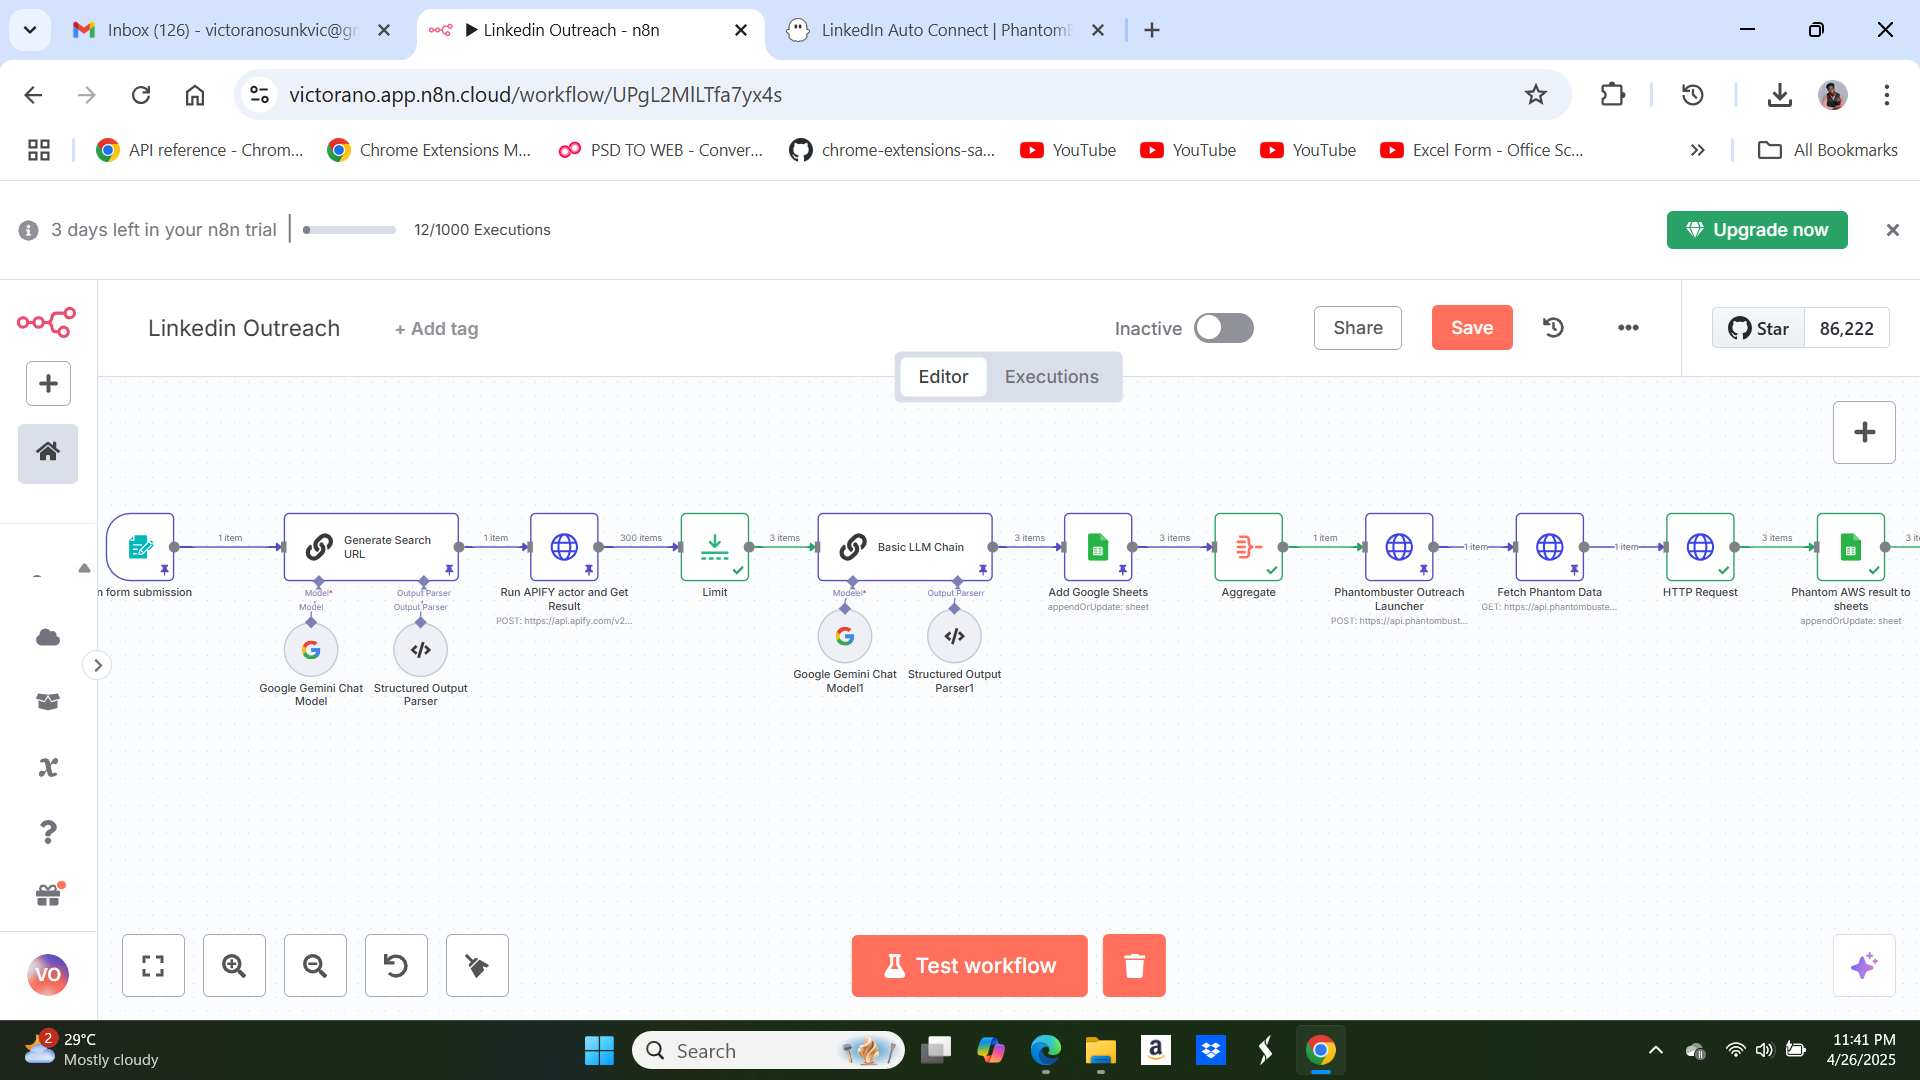 Inbox (126) - victoranosunkvic@gr
Linkedin Outreach - n8n
LinkedIn Auto Connect | PhantomB
victorano.app.n8n.cloud/workflow/UPgL2MlLTfa7yx4s
API reference - Chrom...
Chrome Extensions M...
PSD TO WEB - Conver...
chrome-extensions-sa...
YouTube
YouTube
YouTube
Excel Form - Office Sc...
All Bookmarks
3 days left in your n8n trial
12/1000 Executions
Upgrade now
Linkedin Outreach
+ Add tag
Inactive
Share
Save
Star
86,222
Editor
Executions
1 item
Generate Search
URL
1 item
300 items
3 items
Basic LLM Chain
3 items
3 items
1 item
1 item
1 item
3 items
3 it
n form submission
Model*
Output Parser
Model
Output Parser
Run APIFY actor and Get
Result
POST: https://api.apify.com/v2...
Limit
Model*
Output Parserr
Add Google Sheets
appendOrUpdate: sheet
Aggregate
Phantombuster Outreach
Launcher
POST: https://api.phantombust...
Fetch Phantom Data
GET: https://api.phantombuste...
HTTP Request
Phantom AWS result to
sheets
appendOrUpdate: sheet
Google Gemini Chat
Model
Structured Output
Parser
Google Gemini Chat
Model1
Structured Output
Parser1
VO
Test workflow
2
29°C
Mostly cloudy
Search
11:41 PM
4/26/2025